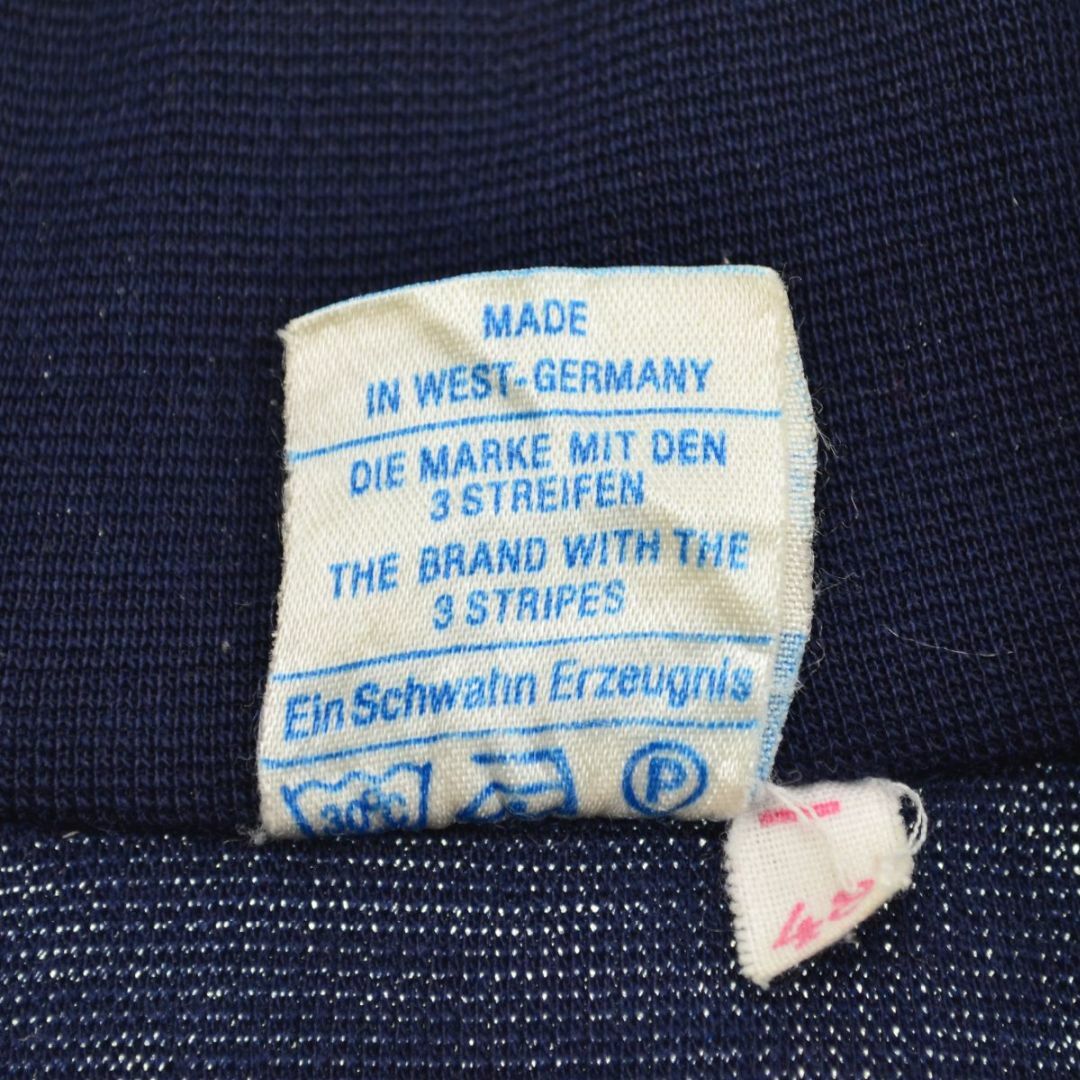 MADE
IN WEST-GERMANY
DIE MARKE MIT DEN
3 STREIFEN
THE BRAND WITH THE
3 STRIPES
Ein Schwahn Erzeugnis
30°C
P